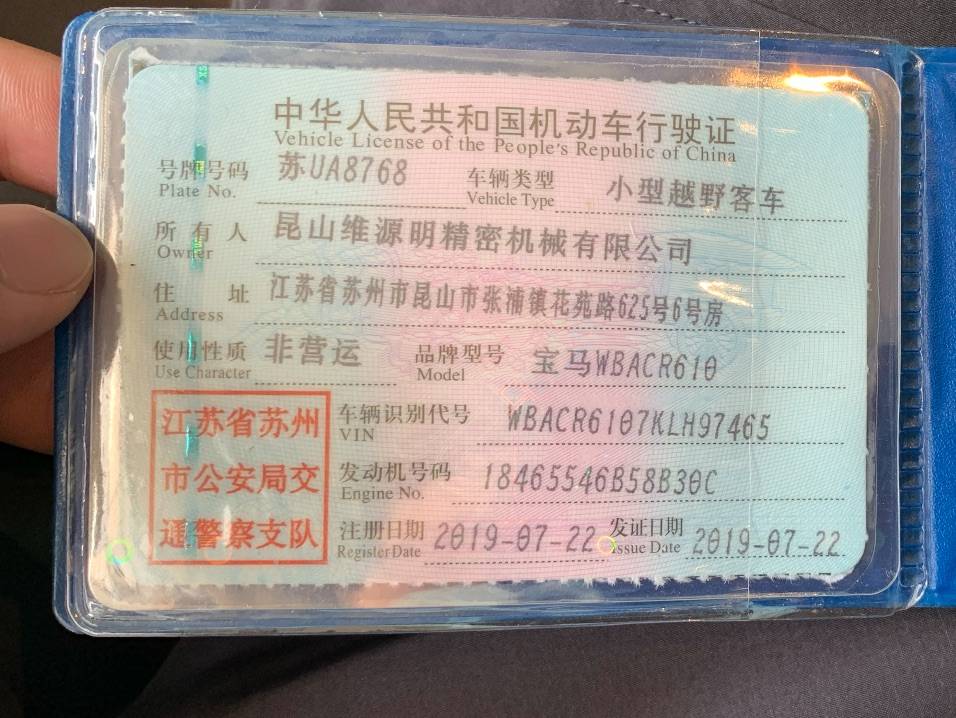 中华人民共和国机动车行驶证
Vehicle License of the People's Republic of China
号牌号码 苏UA8768 车辆类型 小型越野客车
Plate No. Vehicle Type
所有人 昆山维源明精密机械有限公司
Owner
住址 江苏省苏州市昆山市张浦镇花苑路625号6号房
Address
使用性质 非营运 品牌型号 宝马WBACR610
Use Character Model
江苏省苏州
市公安局交
通警察支队
车辆识别代号 WBACR6107KLH97465
VIN
发动机号码 18465546B58B30C
Engine No.
注册日期 2019-07-22 发证日期 2019-07-22
Register Date Issue Date